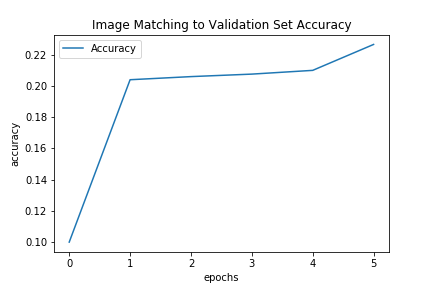 Image Matching to Validation Set Accuracy
Accuracy
accuracy
0.22
0.20
0.18
0.16
0.14
0.12
0.10
0 1 2 3 4 5
epochs